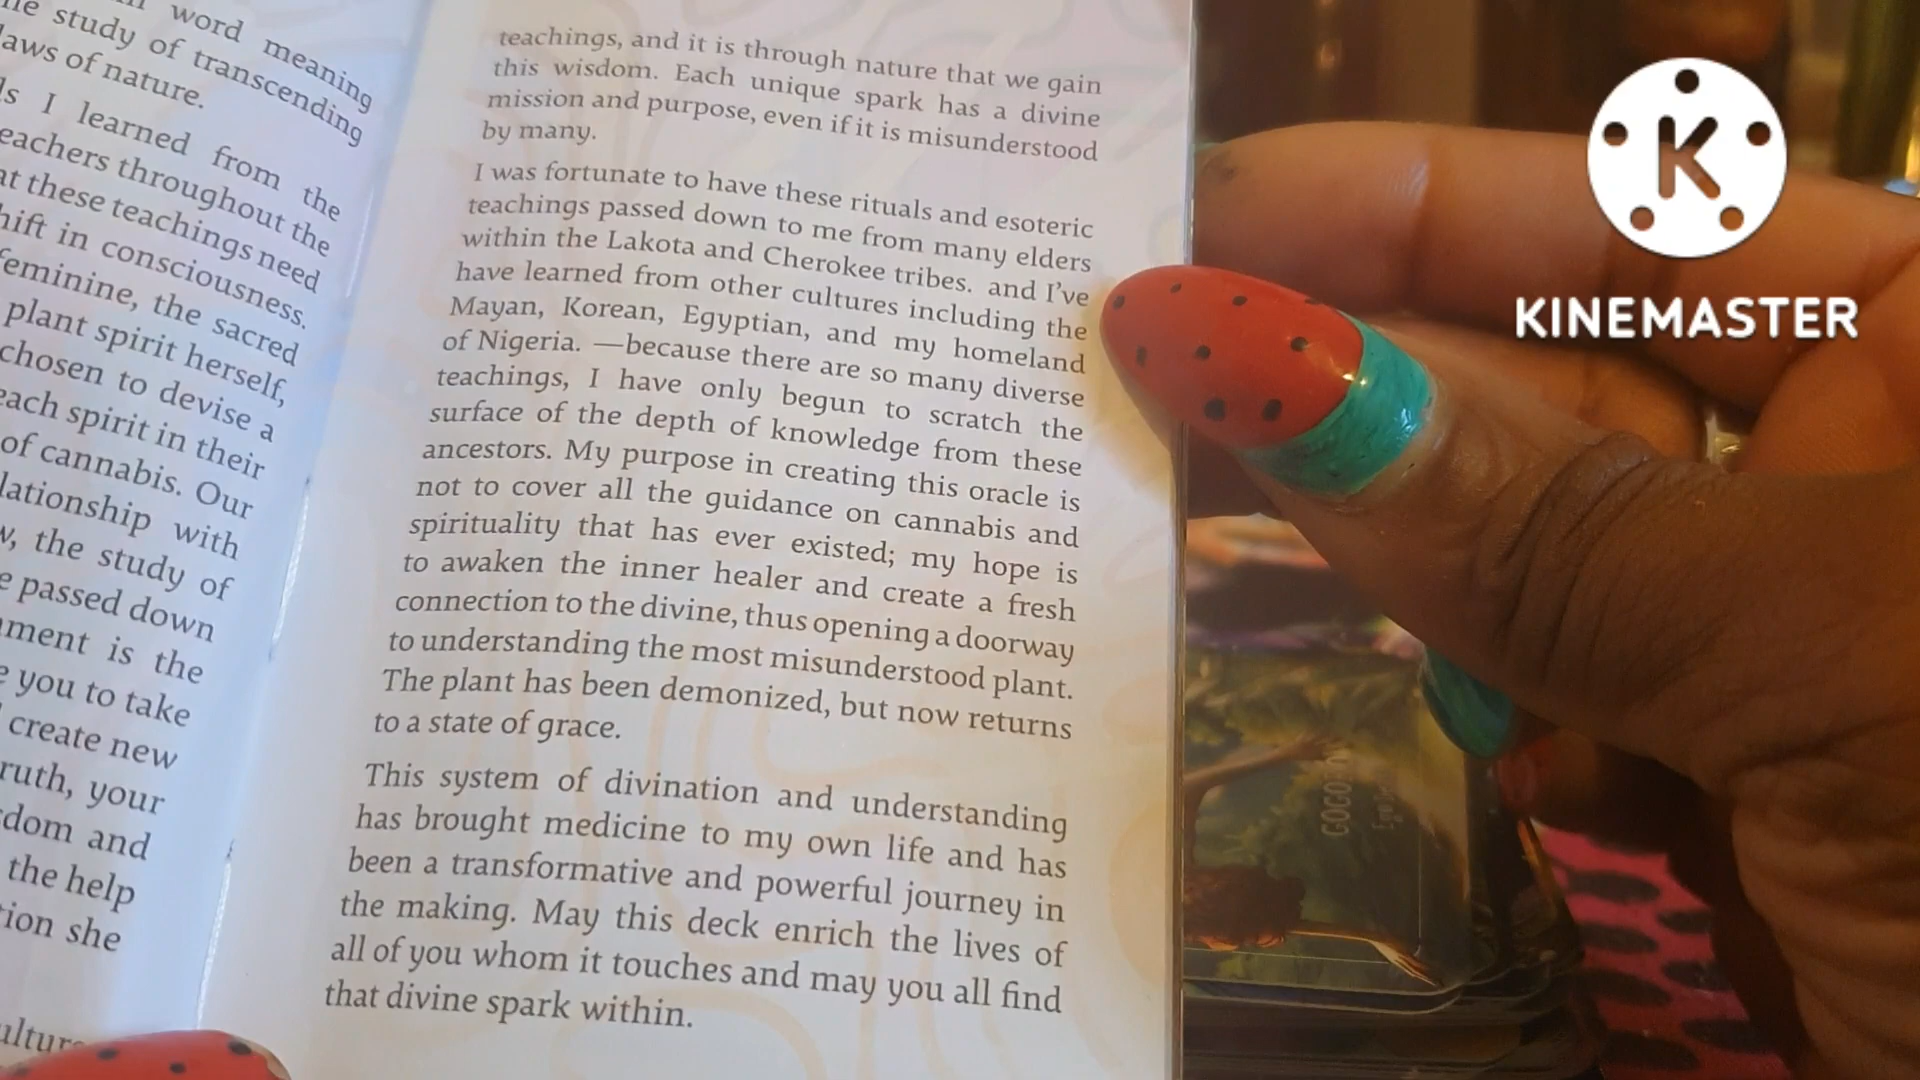 word meaning
study of transcending
laws of nature.
I learned from the
teachers throughout the
these teachings need
in consciousness.
feminine, the sacred
plant spirit herself,
chosen to devise a
each spirit in their
of cannabis. Our
with
the study of
passed down
is the
you to take
create new
your
and
the help
she
teachings, and it is through nature that we gain
this wisdom. Each unique spark has a divine
mission and purpose, even if it is misunderstood
by many.
I was fortunate to have these rituals and esoteric
teachings passed down to me from many elders
within the Lakota and Cherokee tribes. and I've
have learned from other cultures including the
Mayan, Korean, Egyptian, and my homeland
of Nigeria. —because there are so many diverse
teachings, I have only begun to scratch the
surface of the depth of knowledge from these
ancestors. My purpose in creating this oracle is
not to cover all the guidance on cannabis and
spirituality that has ever existed; my hope is
to awaken the inner healer and create a fresh
connection to the divine, thus opening a doorway
to understanding the most misunderstood plant.
The plant has been demonized, but now returns
to a state of grace.
This system of divination and understanding
has brought medicine to my own life and has
been a transformative and powerful journey in
the making. May this deck enrich the lives of
all of you whom it touches and may you all find
that divine spark within.
K
KINEMASTER